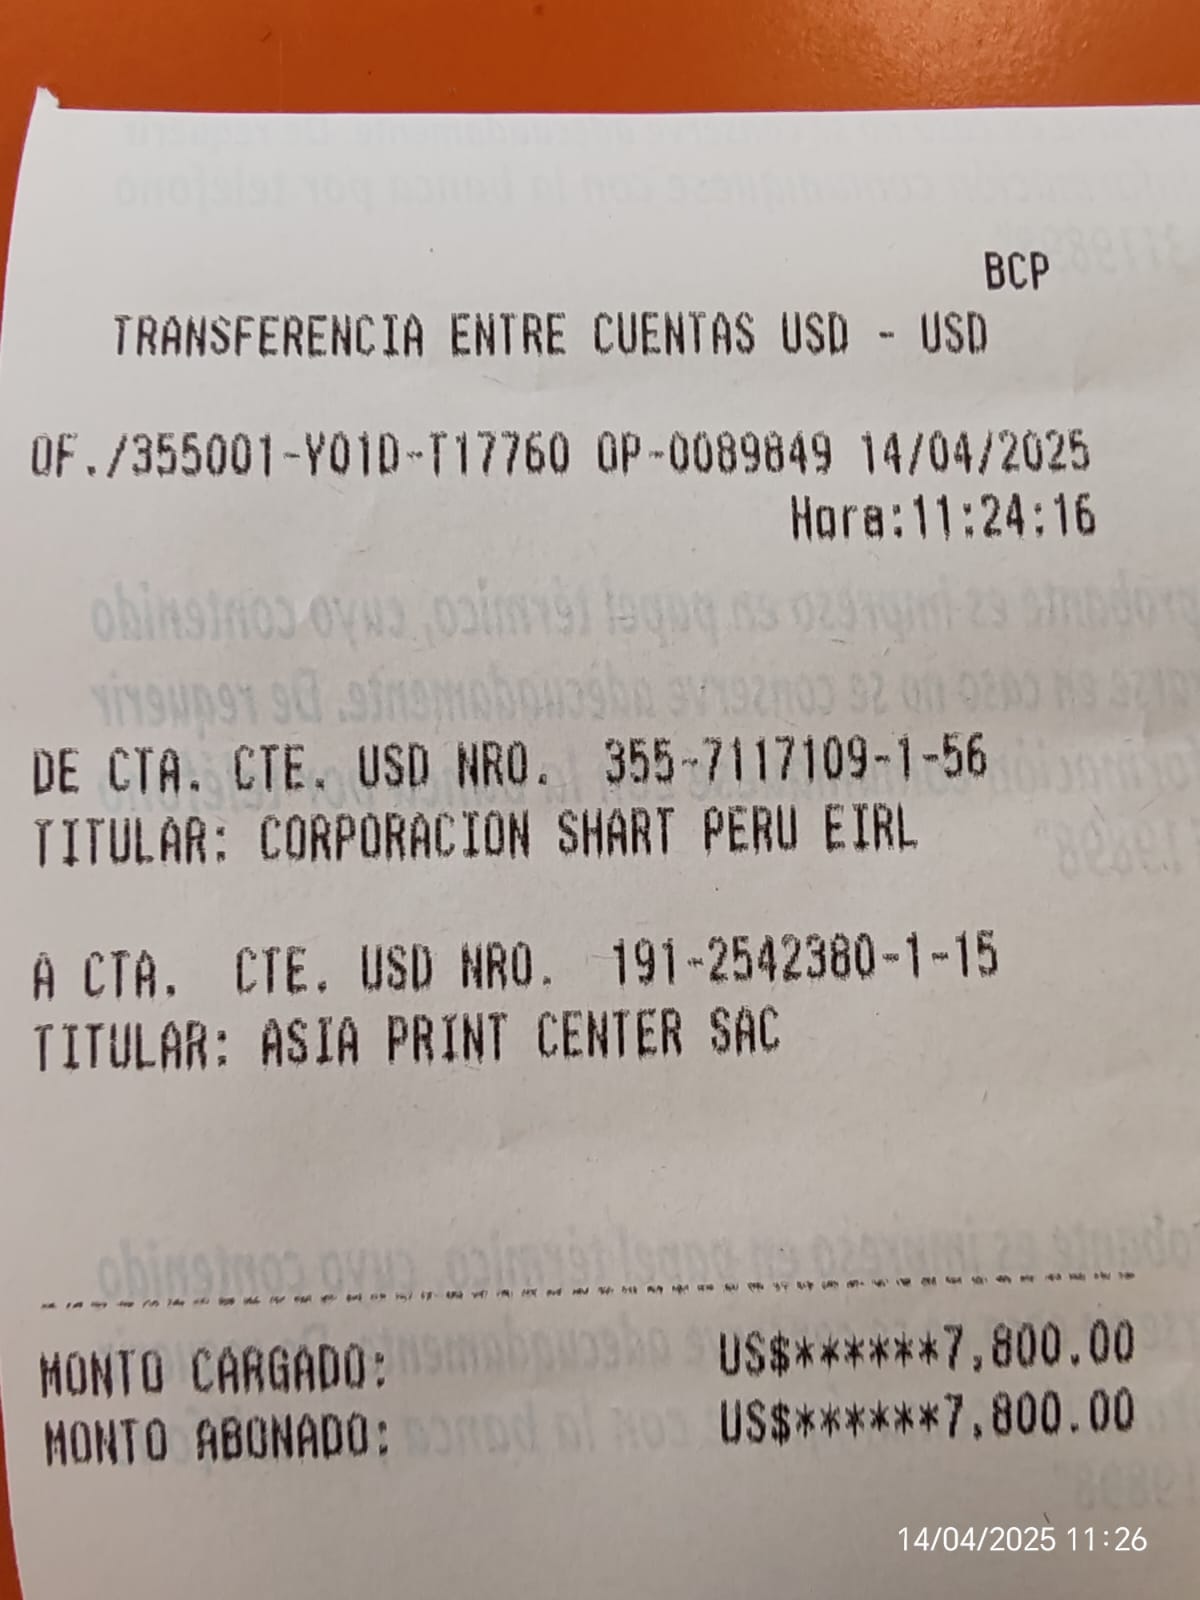 BCP
TRANSFERENCIA ENTRE CUENTAS USD - USD
OF./355001-Y01D-T17760 OP-0089849 14/04/2025
Hora:11:24:16
DE CTA. CTE. USD NRO. 355-7117109-1-56
TITULAR: CORPORACION SHART PERU EIRL
A CTA. CTE. USD NRO. 191-2542380-1-15
TITULAR: ASIA PRINT CENTER SAC
MONTO CARGADO: US$******7,800.00
MONTO ABONADO: US$******7,800.00
14/04/2025 11:26